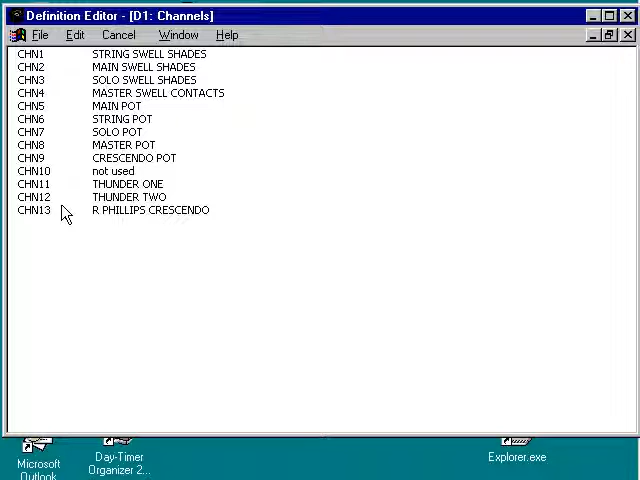 Definition Editor - [D1: Channels]
File Edit Cancel Window Help
CHN1 STRING SWELL SHADES
CHN2 MAIN SWELL SHADES
CHN3 SOLO SWELL SHADES
CHN4 MASTER SWELL CONTACTS
CHN5 MAIN POT
CHN6 STRING POT
CHN7 SOLO POT
CHN8 MASTER POT
CHN9 CRESCENDO POT
CHN10 not used
CHN11 THUNDER ONE
CHN12 THUNDER TWO
CHN13 R PHILLIPS CRESCENDO
Microsoft
Outlook
Day-Timer
Organizer 2...
Explorer.exe